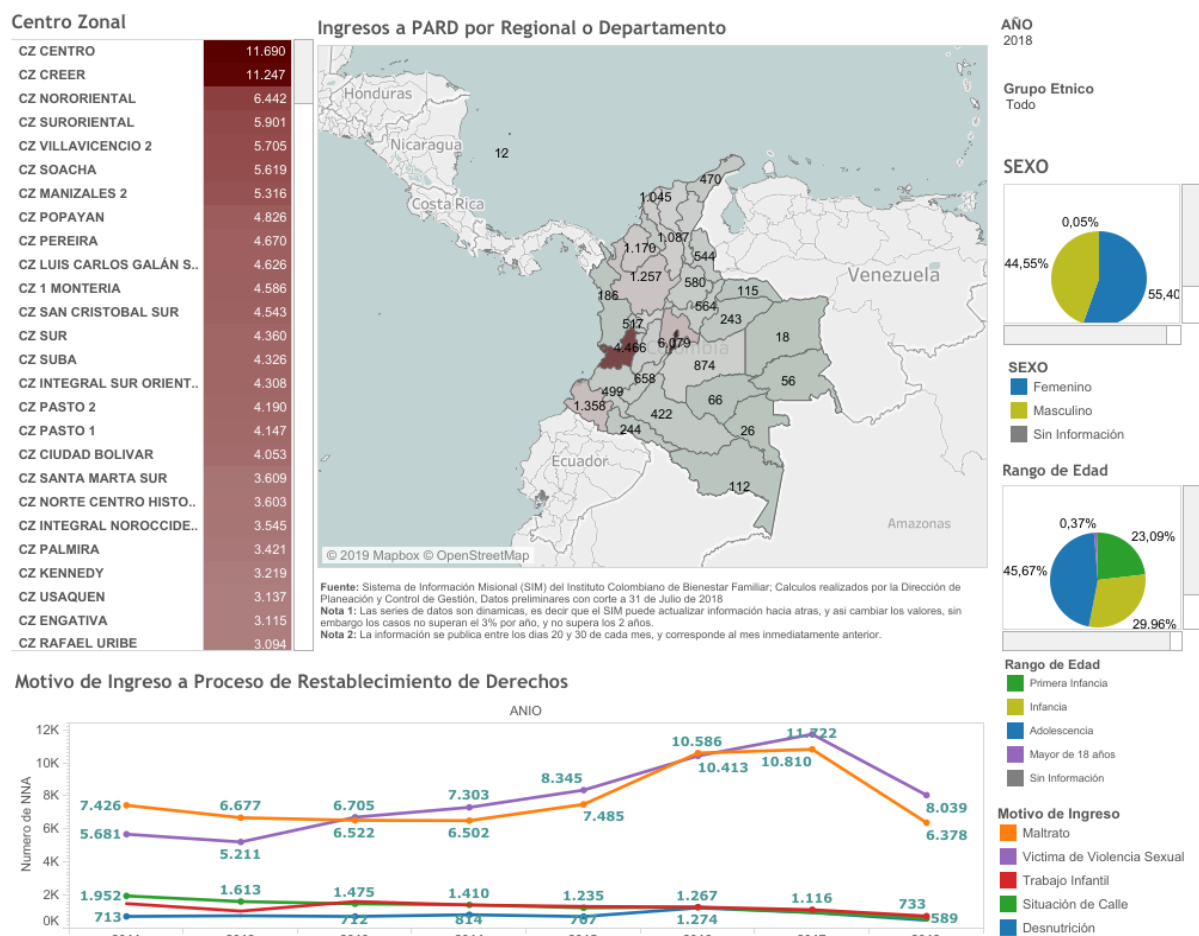 Centro Zonal
CZ CENTRO 11.690
CZ CREER 11.247
CZ NORORIENTAL 6.442
CZ SURORIENTAL 5.901
CZ VILLAVICENCIO 2 5.705
CZ SOACHA 5.619
CZ MANIZALES 2 5.316
CZ POPAYAN 4.826
CZ PEREIRA 4.670
CZ LUIS CARLOS GALÁN S.. 4.626
CZ 1 MONTERIA 4.586
CZ SAN CRISTOBAL SUR 4.543
CZ SUR 4.360
CZ SUBA 4.326
CZ INTEGRAL SUR ORIENT.. 4.308
CZ PASTO 2 4.190
CZ PASTO 1 4.147
CZ CIUDAD BOLIVAR 4.053
CZ SANTA MARTA SUR 3.609
CZ NORTE CENTRO HISTO.. 3.603
CZ INTEGRAL NOROCCIDE.. 3.545
CZ PALMIRA 3.421
CZ KENNEDY 3.219
CZ USAQUEN 3.137
CZ ENGATIVA 3.115
CZ RAFAEL URIBE 3.094
Ingresos a PARD por Regional o Departamento
Honduras
Nicaragua
12
Costa Rica
470
1.045
1.087
1.170
544
Venezuela
1.257
580
115
186
564
243
517
18
4.466
6.079
Colombia
874
658
56
499
66
1.358
422
26
244
Ecuador
112
Amazonas
© 2019 Mapbox © OpenStreetMap
Fuente: Sistema de Información Misional (SIM) del Instituto Colombiano de Bienestar Familiar; Calculos realizados por la Dirección de
Planeación y Control de Gestión, Datos preliminares con corte a 31 de Julio de 2018
Nota 1: Las series de datos son dinamicas, es decir que el SIM puede actualizar información hacia atras, y asi cambiar los valores, sin
embargo los casos no superan el 3% por año, y no supera los 2 años.
Nota 2: La información se publica entre los dias 20 y 30 de cada mes, y corresponde al mes inmediatamente anterior.
AÑO
2018
Grupo Etnico
Todo
SEXO
0,05%
44,55%
55,40
SEXO
Femenino
Masculino
Sin Información
Rango de Edad
0,37%
23,09%
45,67%
29.96%
Rango de Edad
Primera Infancia
Infancia
Adolescencia
Mayor de 18 años
Sin Información
Motivo de Ingreso a Proceso de Restablecimiento de Derechos
ANIO
Numero de NNA
12K
10K
8K
6K
4K
2K
0K
7.426 6.677 6.705 7.303 8.345 10.586 11.722 8.039
5.681 5.211 6.522 6.502 7.485 10.413 10.810 6.378
1.952 1.613 1.475 1.410 1.235 1.267 1.116 733
713 712 814 767 1.274 589
Motivo de Ingreso
Maltrato
Victima de Violencia Sexual
Trabajo Infantil
Situación de Calle
Desnutrición